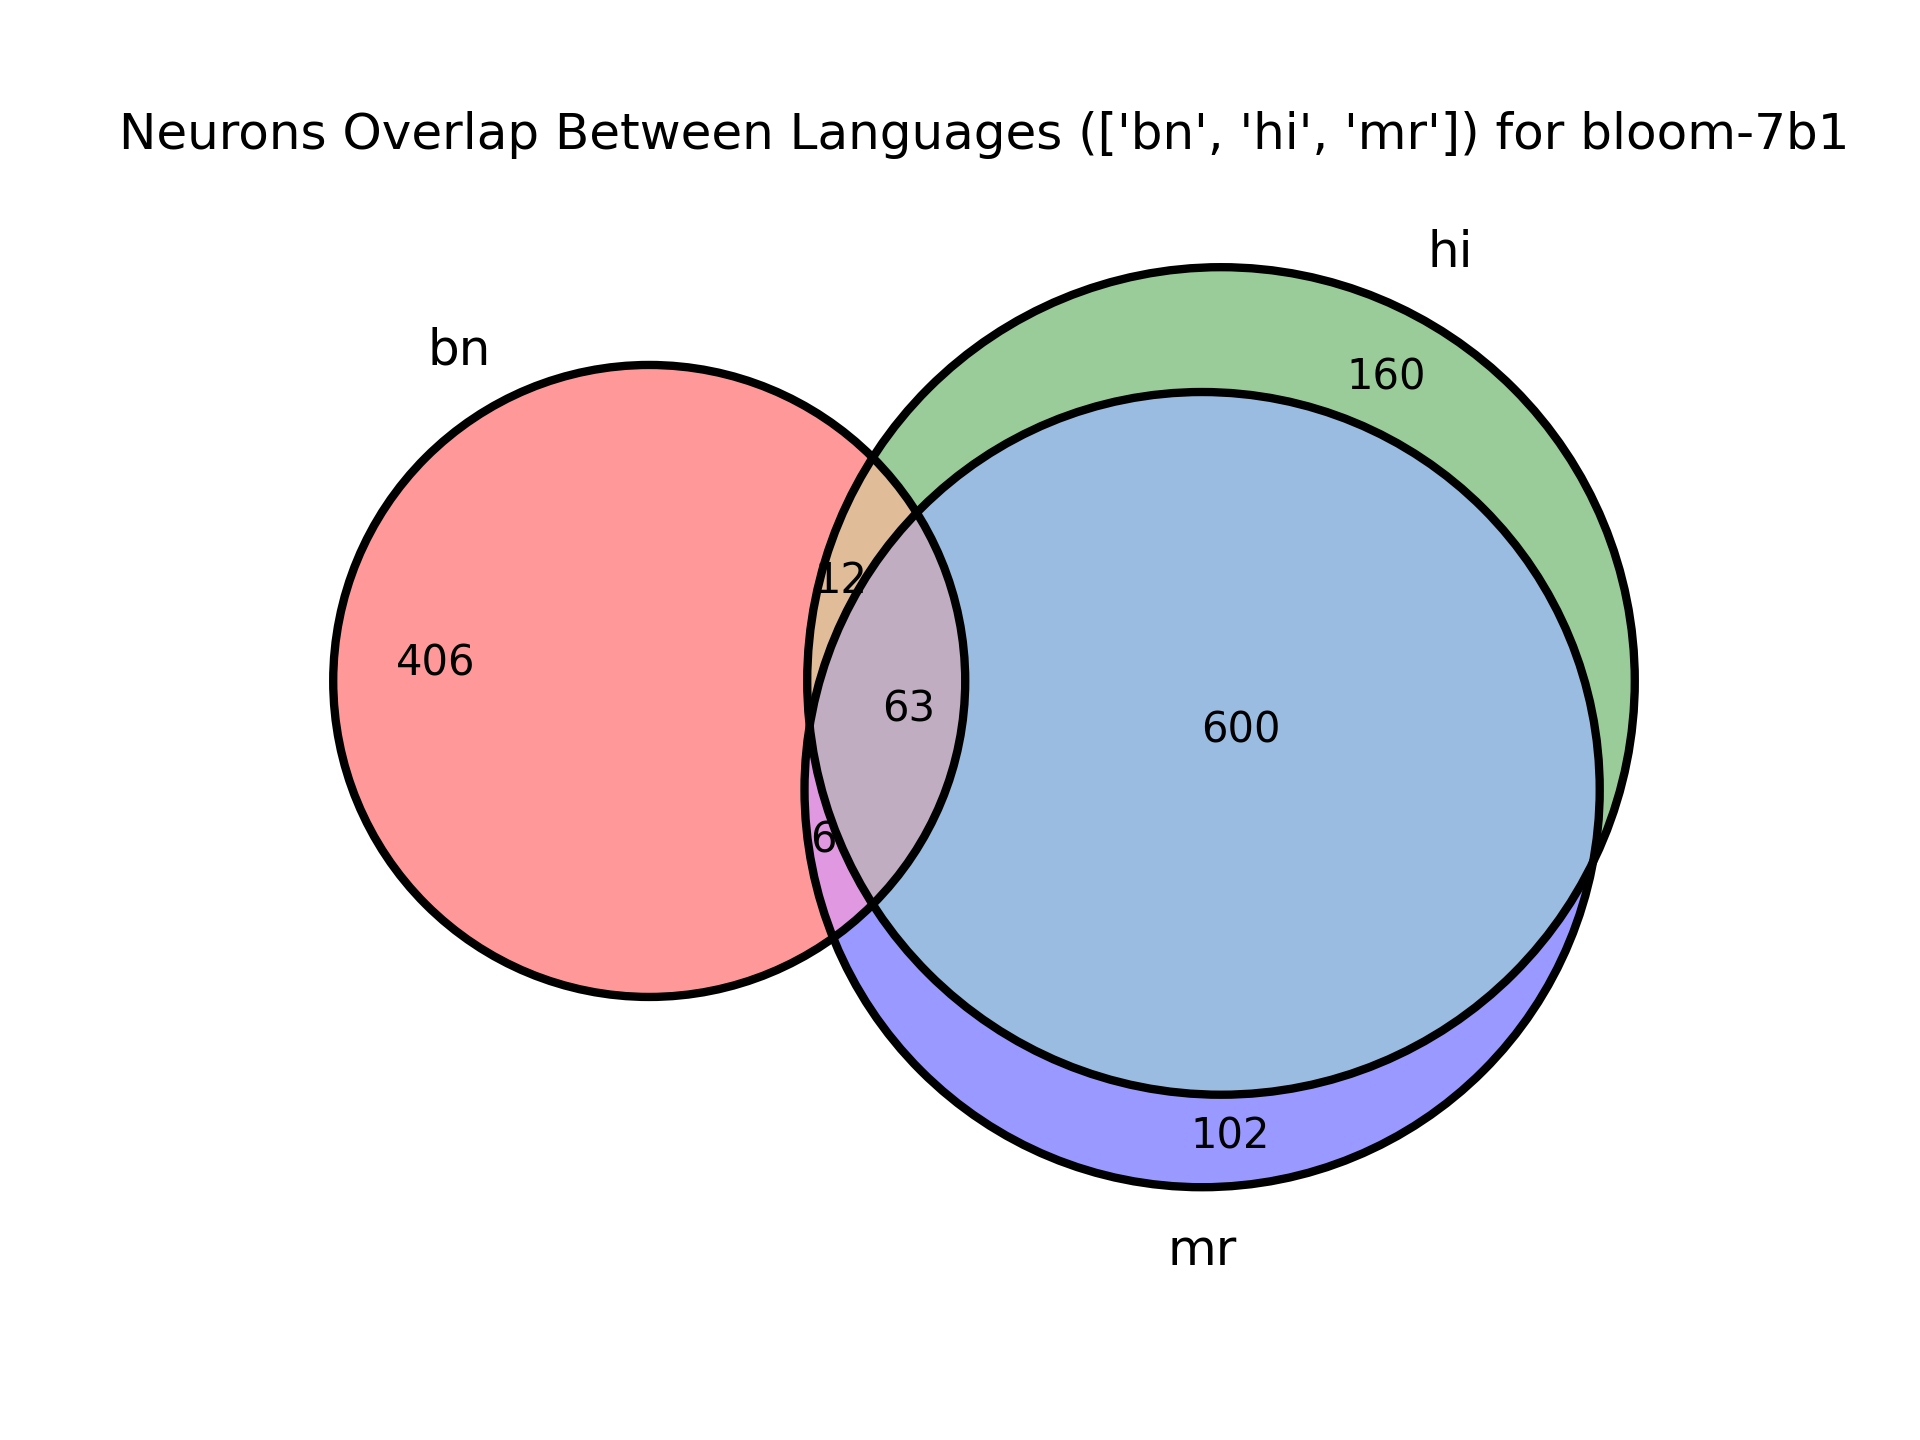 Neurons Overlap Between Languages (['bn', 'hi', 'mr']) for bloom-7b1
hi
bn
160
12
406
63
600
6
102
mr